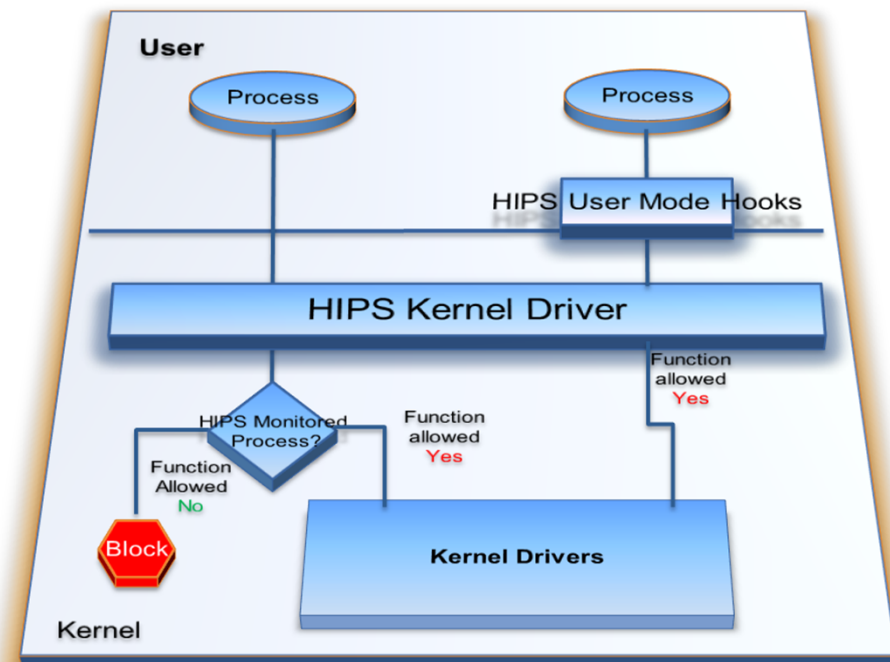 User
Process
Process
HIPS User Mode Hooks
HIPS Kernel Driver
Function
allowed
Yes
HIPS Monitored
Process?
Function
allowed
Yes
Function
Allowed
No
Block
Kernel Drivers
Kernel